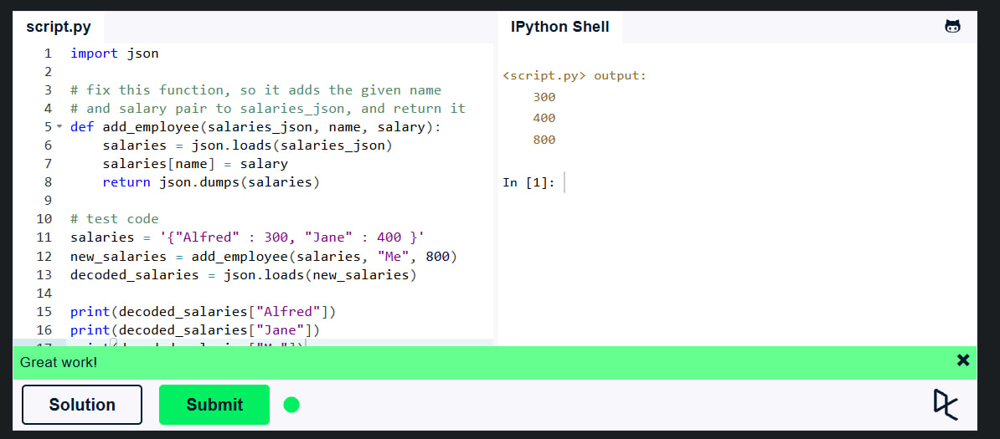 script.py
1 import json
2
3 # fix this function, so it adds the given name
4 # and salary pair to salaries_json, and return it
5 def add_employee(salaries_json, name, salary):
6     salaries = json.loads(salaries_json)
7     salaries[name] = salary
8     return json.dumps(salaries)
9
10 # test code
11 salaries = '{"Alfred" : 300, "Jane" : 400 }'
12 new_salaries = add_employee(salaries, "Me", 800)
13 decoded_salaries = json.loads(new_salaries)
14
15 print(decoded_salaries["Alfred"])
16 print(decoded_salaries["Jane"])
17 print(decoded_salaries["Me"])
IPython Shell
<script.py> output:
300
400
800
In [1]:
Great work!
Solution
Submit